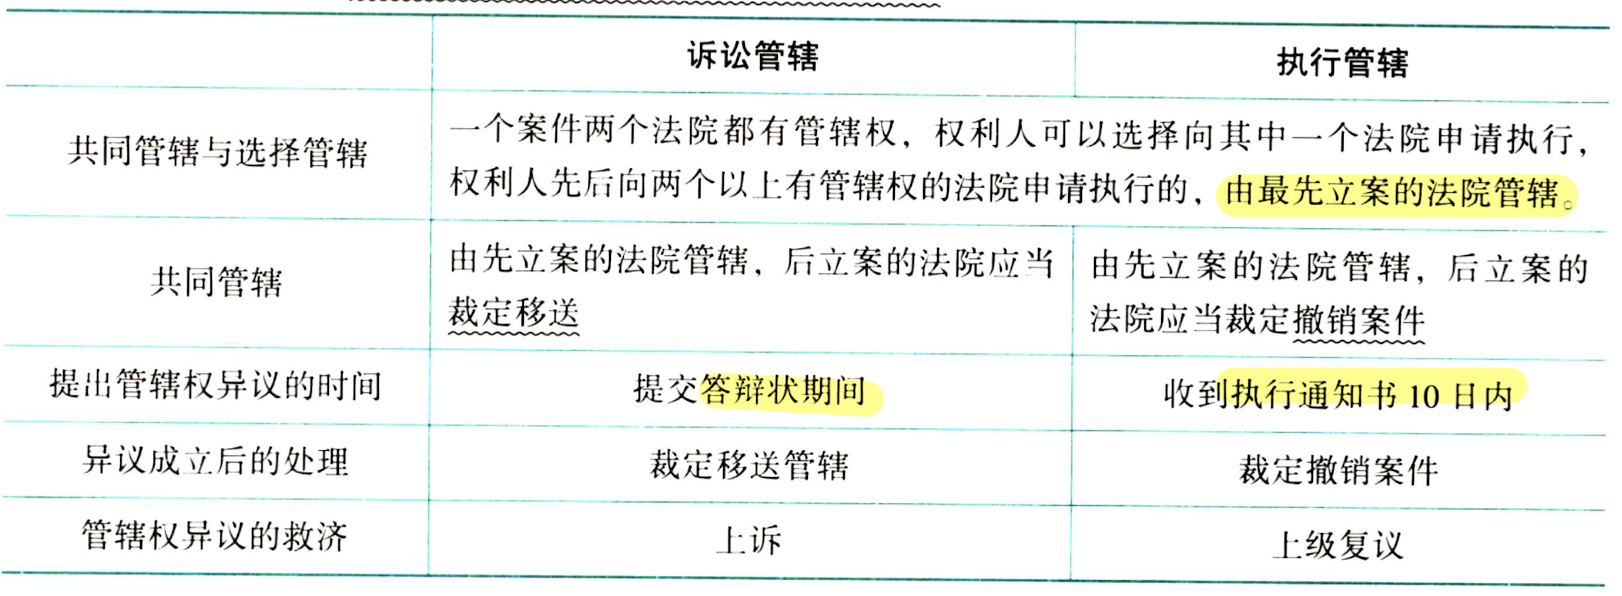 诉讼管辖
执行管辖
共同管辖与选择管辖
一个案件两个法院都有管辖权，权利人可以选择向其中一个法院申请执行，
权利人先后向两个以上有管辖权的法院申请执行的，由最先立案的法院管辖。
共同管辖
由先立案的法院管辖，后立案的法院应当
裁定移送
由先立案的法院管辖，后立案的
法院应当裁定撤销案件
提出管辖权异议的时间
提交答辩状期间
收到执行通知书 10 日内
异议成立后的处理
裁定移送管辖
裁定撤销案件
管辖权异议的救济
上诉
上级复议